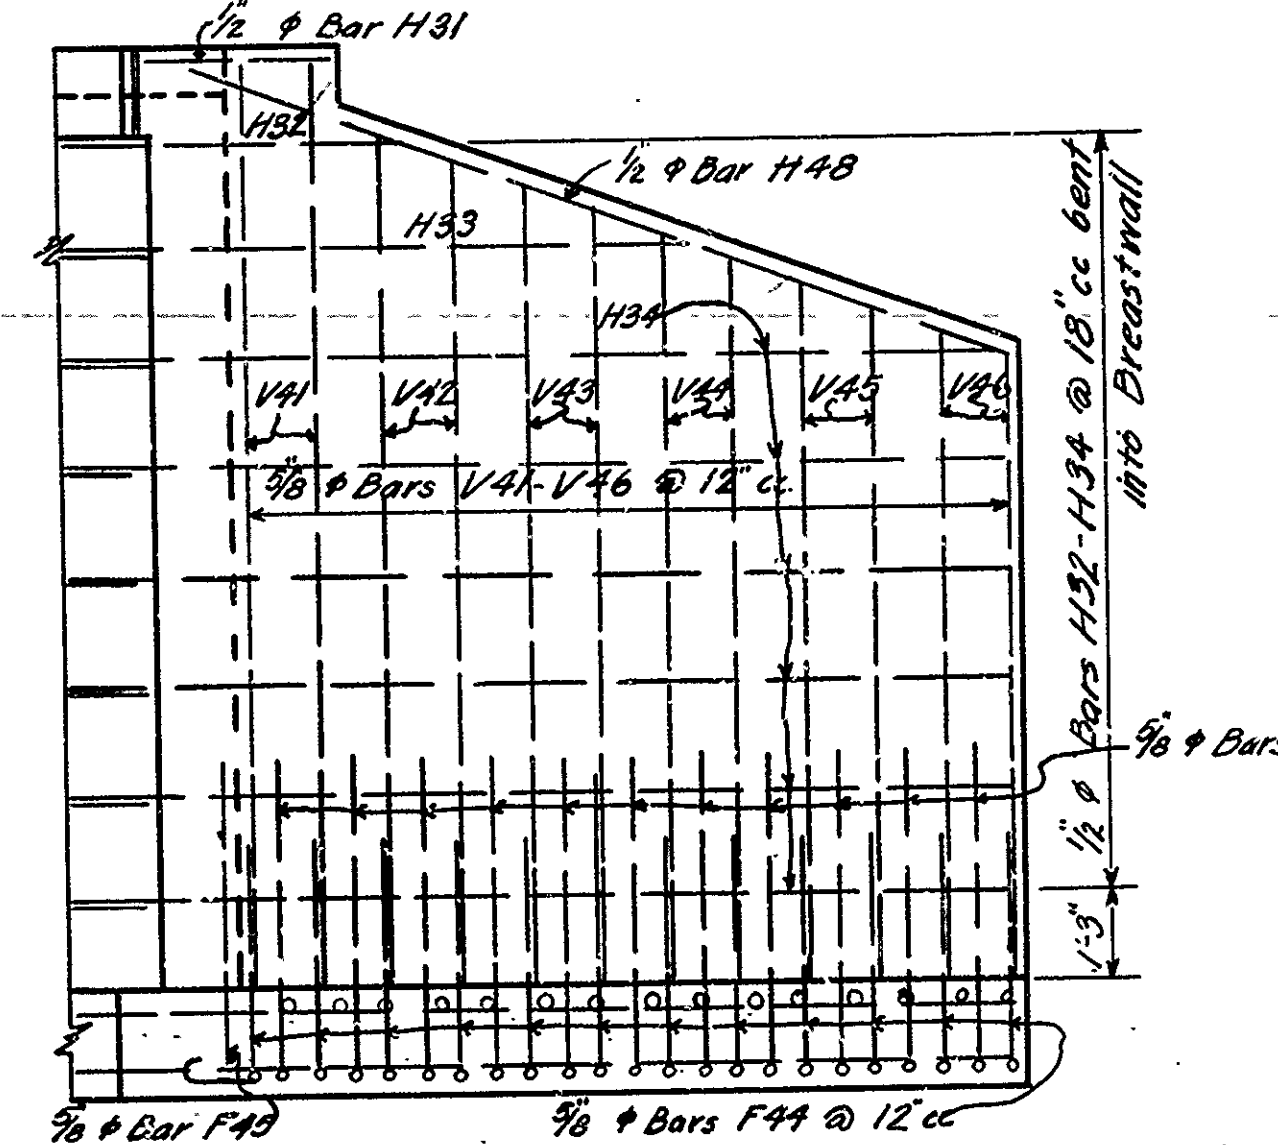 1/2" φ Bar H31
H32
1/2" φ Bar H48
H33
H34
V41 V42 V43 V44 V45 V46
5/8" φ Bars V41-V46 @ 12" cc.
1/2" φ Bars H32-H34 @ 18" cc bent
into Breastwall
5/8" φ Bars
1'-3"
5/8" φ Bar
5/8" φ Bars F44 @ 12" cc